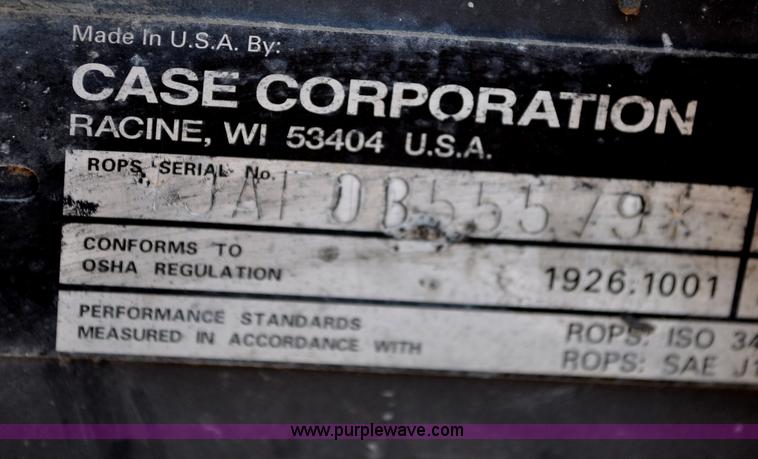 Made In U.S.A. By:
CASE CORPORATION
RACINE, WI 53404 U.S.A.
ROPS, SERIAL No.
CONFORMS TO
OSHA REGULATION
1926.1001
PERFORMANCE STANDARDS
MEASURED IN ACCORDANCE WITH
ROPS: ISO 34
ROPS: SAE J1
www.purplewave.com